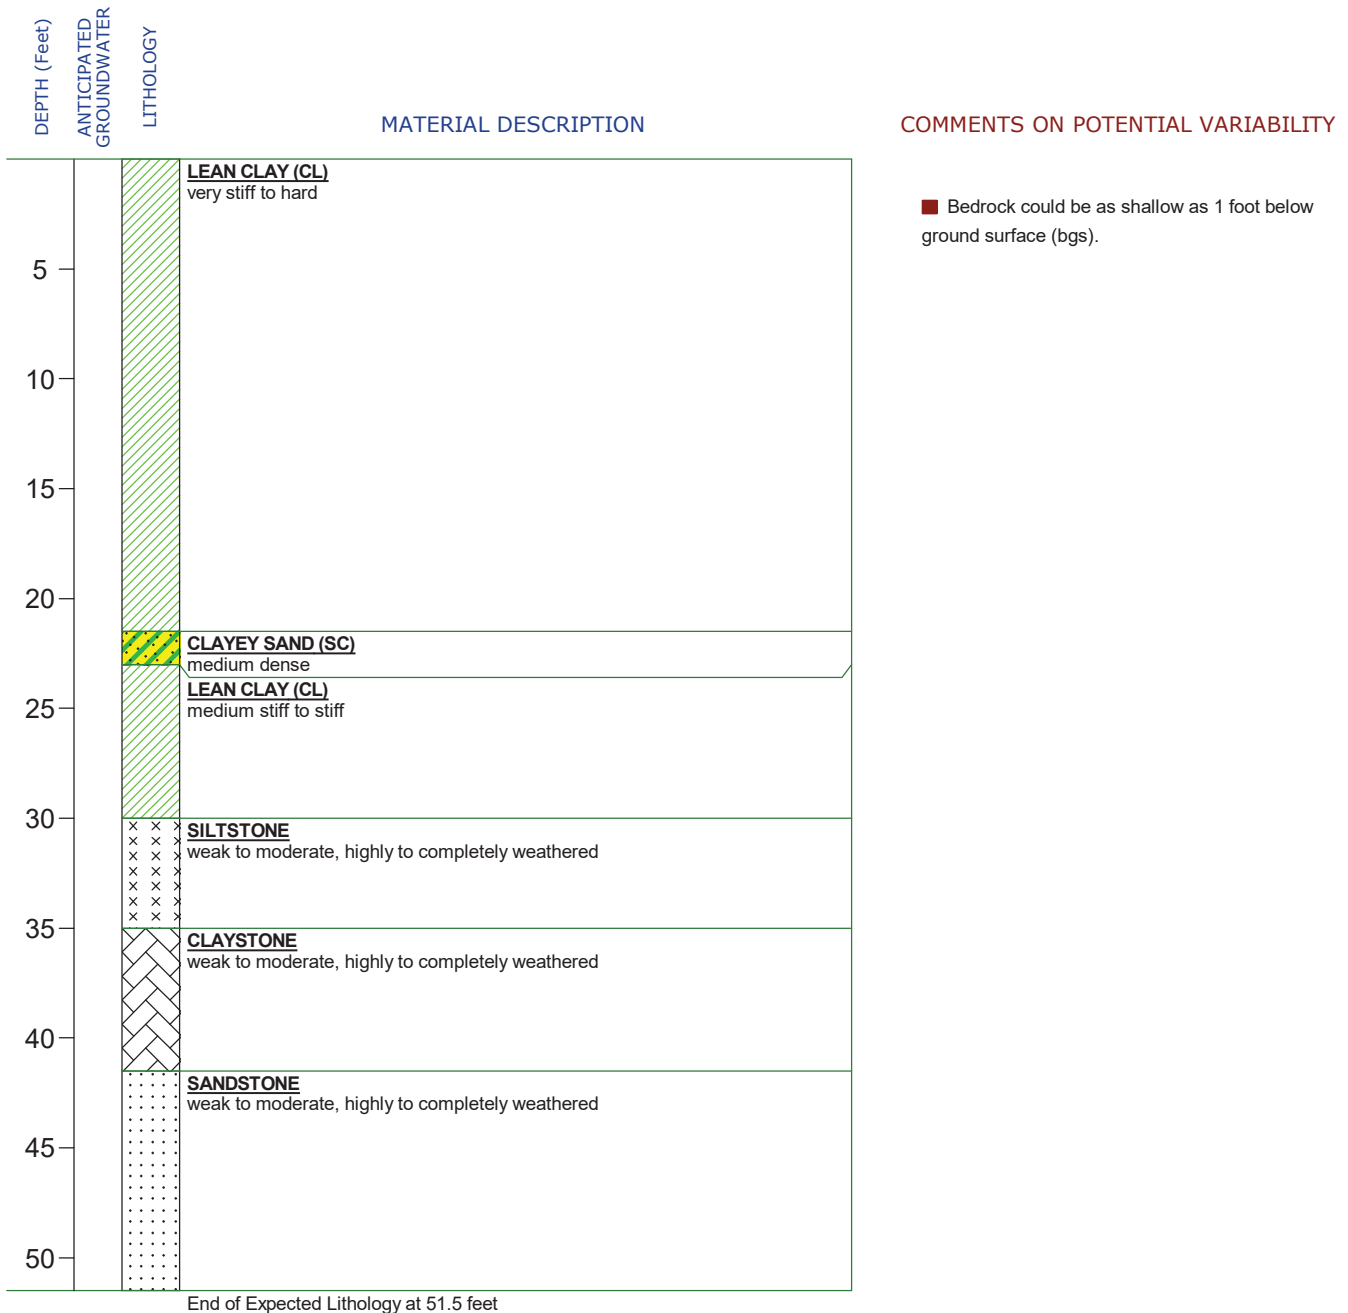 DEPTH (Feet)
ANTICIPATED
GROUNDWATER
LITHOLOGY
MATERIAL DESCRIPTION
COMMENTS ON POTENTIAL VARIABILITY
LEAN CLAY (CL)
very stiff to hard
Bedrock could be as shallow as 1 foot below
ground surface (bgs).
5
10
15
20
CLAYEY SAND (SC)
medium dense
LEAN CLAY (CL)
medium stiff to stiff
25
30
SILTSTONE
weak to moderate, highly to completely weathered
35
CLAYSTONE
weak to moderate, highly to completely weathered
40
SANDSTONE
weak to moderate, highly to completely weathered
45
50
End of Expected Lithology at 51.5 feet